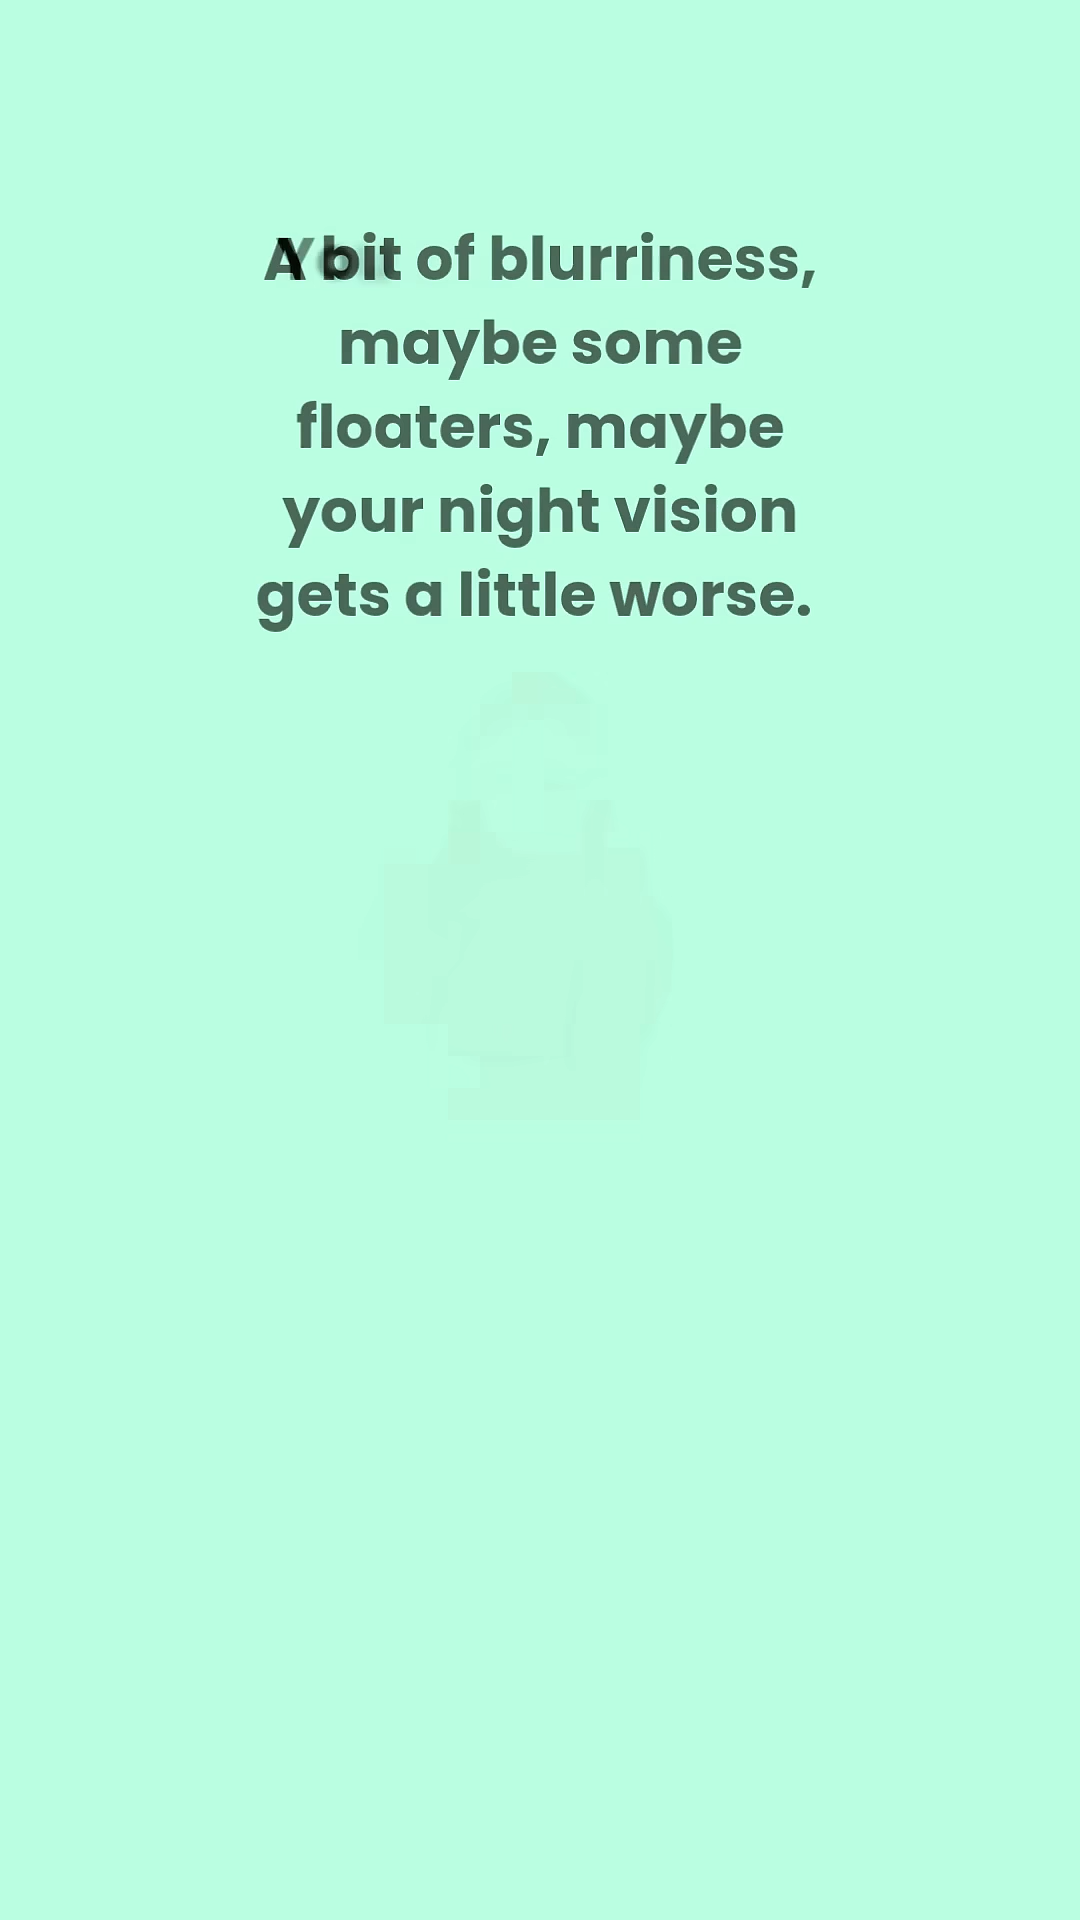 A bit of blurriness,
maybe some
floaters, maybe
your night vision
gets a little worse.